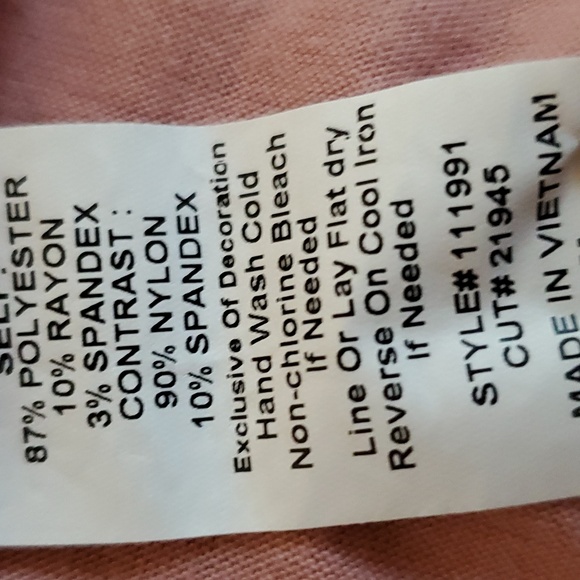 SELF:
87% POLYESTER
10% RAYON
3% SPANDEX
CONTRAST:
90% NYLON
10% SPANDEX
Exclusive Of Decoration
Hand Wash Cold
Non-chlorine Bleach
If Needed
Line Or Lay Flat dry
Reverse On Cool Iron
If Needed
STYLE# 111991
CUT# 21945
MADE IN VIETNAM